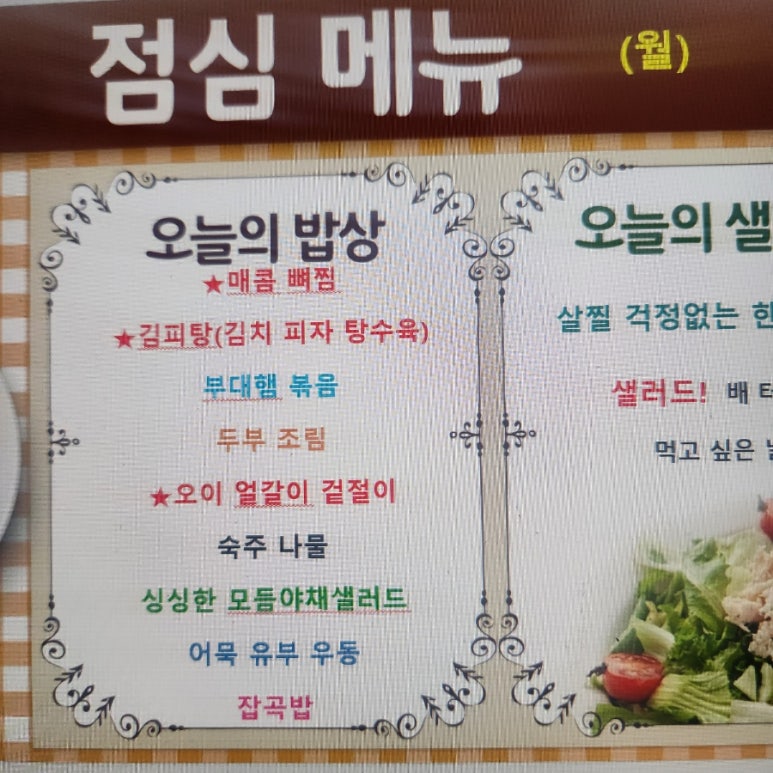 점심 메뉴 (월)
오늘의 밥상
★매콤 뼈찜
★김피탕(김치 피자 탕수육)
부대햄 볶음
두부 조림
★오이 얼갈이 겉절이
숙주 나물
싱싱한 모듬야채샐러드
어묵 유부 우동
잡곡밥
오늘의 샐
살찔 걱정없는 한
샐러드! 배 터
먹고 싶은